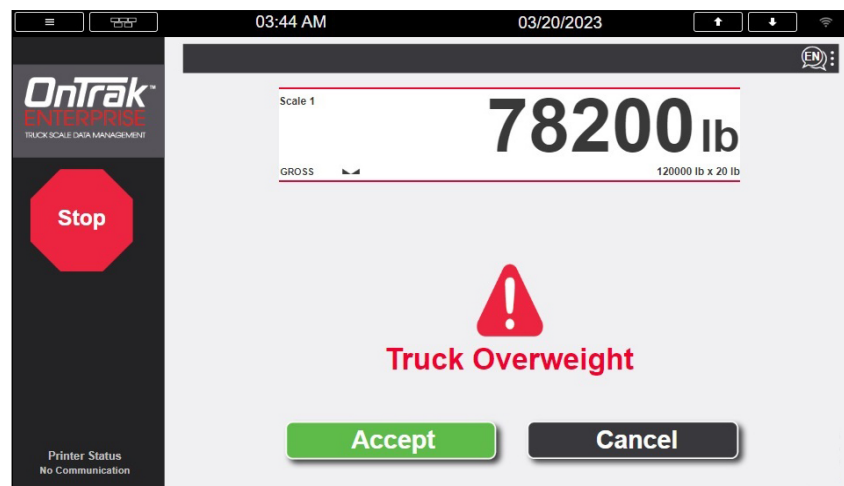 03:44 AM
03/20/2023
EN
OnTrak™
ENTERPRISE
TRUCK SCALE DATA MANAGEMENT
Scale 1
78200 lb
GROSS
120000 lb x 20 lb
Stop
Truck Overweight
Accept
Cancel
Printer Status
No Communication